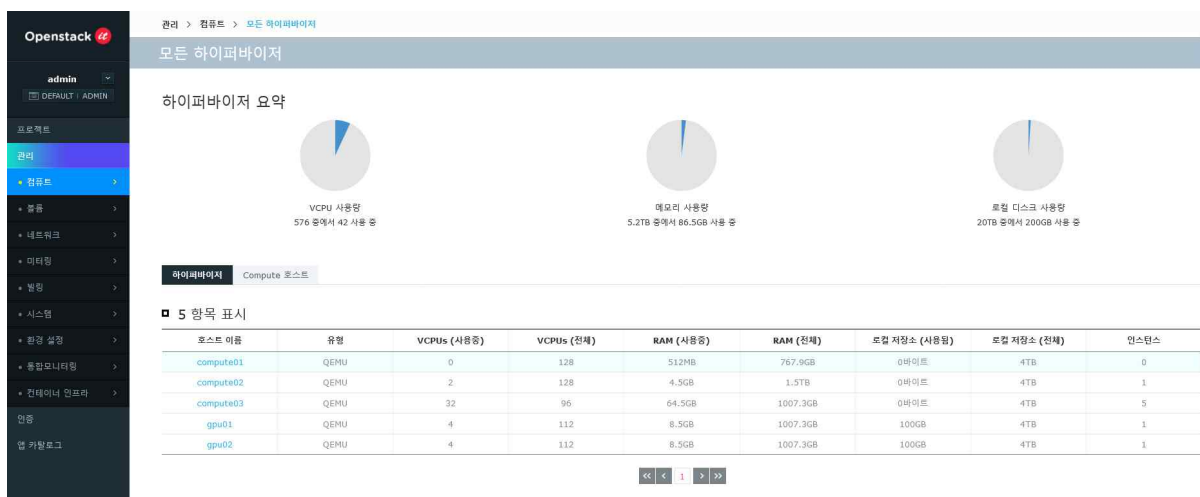 Openstack it
관리 > 컴퓨트 > 모든 하이퍼바이저
모든 하이퍼바이저
admin
DEFAULT | ADMIN
프로젝트
관리
컴퓨트 >
볼륨 >
네트워크 >
미터링 >
빌링 >
시스템 >
환경 설정 >
통합모니터링 >
컨테이너 인프라 >
인증
앱 카탈로그
하이퍼바이저 요약
VCPU 사용량
576 중에서 42 사용 중
메모리 사용량
5.2TB 중에서 86.5GB 사용 중
로컬 디스크 사용량
20TB 중에서 200GB 사용 중
하이퍼바이저 Compute 호스트
5 항목 표시
호스트 이름 유형 VCPUs (사용중) VCPUs (전체) RAM (사용중) RAM (전체) 로컬 저장소 (사용됨) 로컬 저장소 (전체) 인스턴스
compute01 QEMU 0 128 512MB 767.9GB 0바이트 4TB 0
compute02 QEMU 2 128 4.5GB 1.5TB 0바이트 4TB 1
compute03 QEMU 32 96 64.5GB 1007.3GB 0바이트 4TB 5
gpu01 QEMU 4 112 8.5GB 1007.3GB 100GB 4TB 1
gpu02 QEMU 4 112 8.5GB 1007.3GB 100GB 4TB 1
« < 1 > »